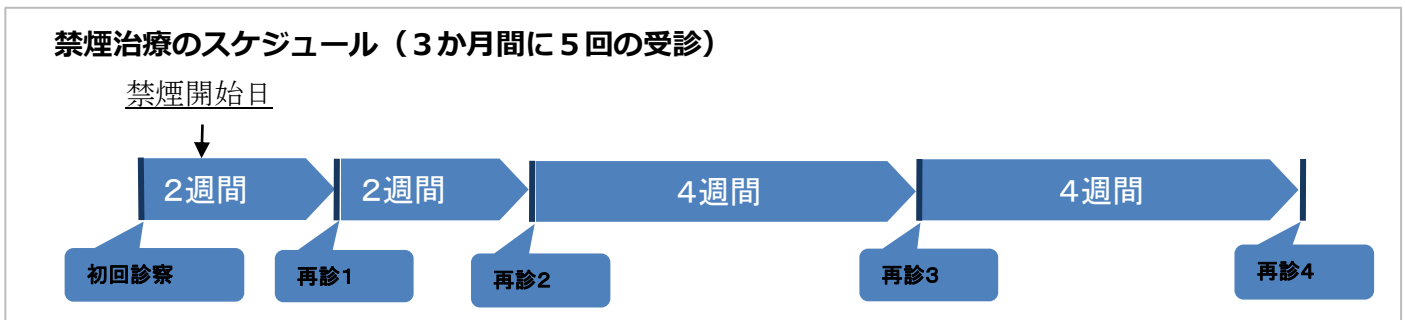 禁煙治療のスケジュール（３か月間に５回の受診）
禁煙開始日
２週間
２週間
４週間
４週間
初回診察
再診１
再診２
再診３
再診４